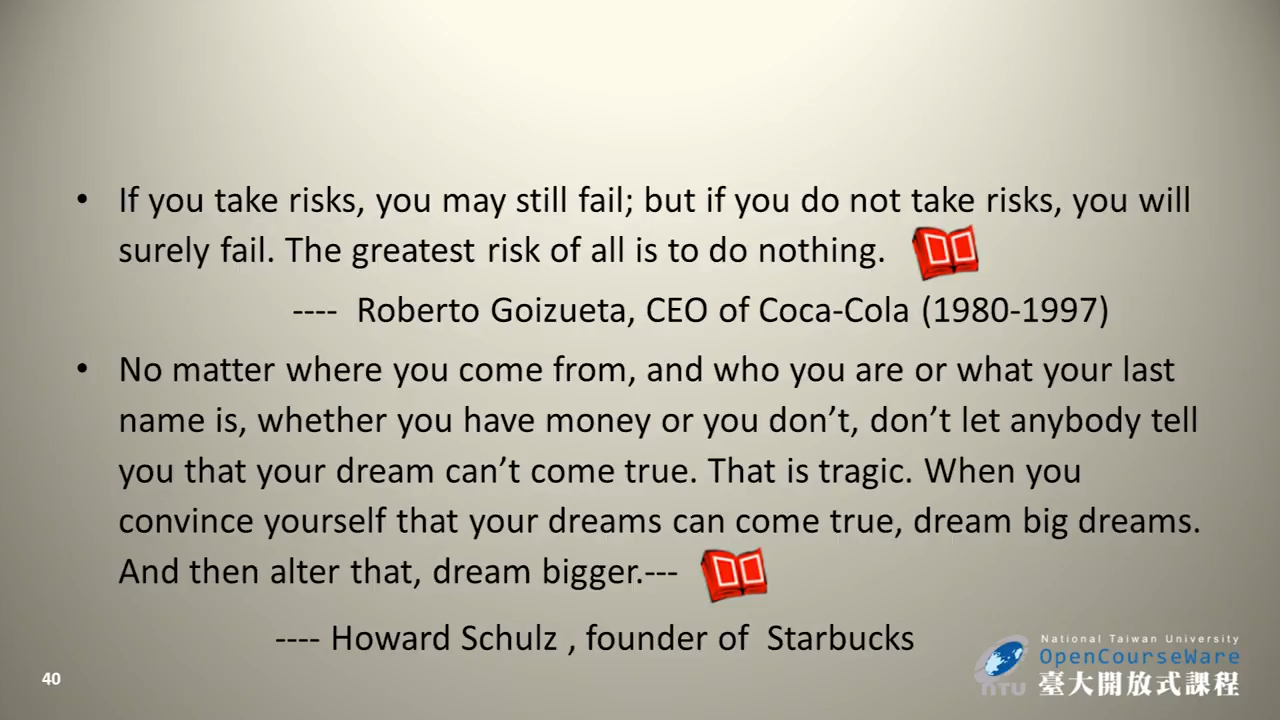 • If you take risks, you may still fail; but if you do not take risks, you will
surely fail. The greatest risk of all is to do nothing.
---- Roberto Goizueta, CEO of Coca-Cola (1980-1997)
• No matter where you come from, and who you are or what your last
name is, whether you have money or you don’t, don’t let anybody tell
you that your dream can’t come true. That is tragic. When you
convince yourself that your dreams can come true, dream big dreams.
And then alter that, dream bigger.---
---- Howard Schulz , founder of Starbucks
National Taiwan University
OpenCourseWare
NTU 臺大開放式課程
40